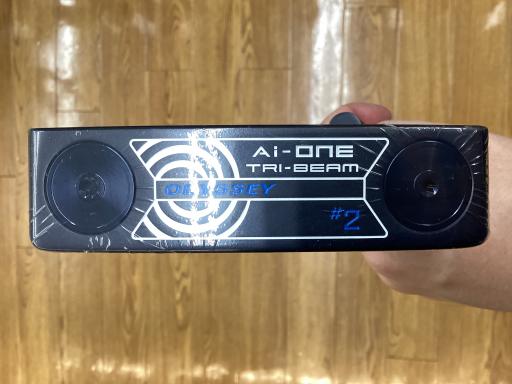 Ai-ONE
TRI-BEAM
ODYSSEY
#2